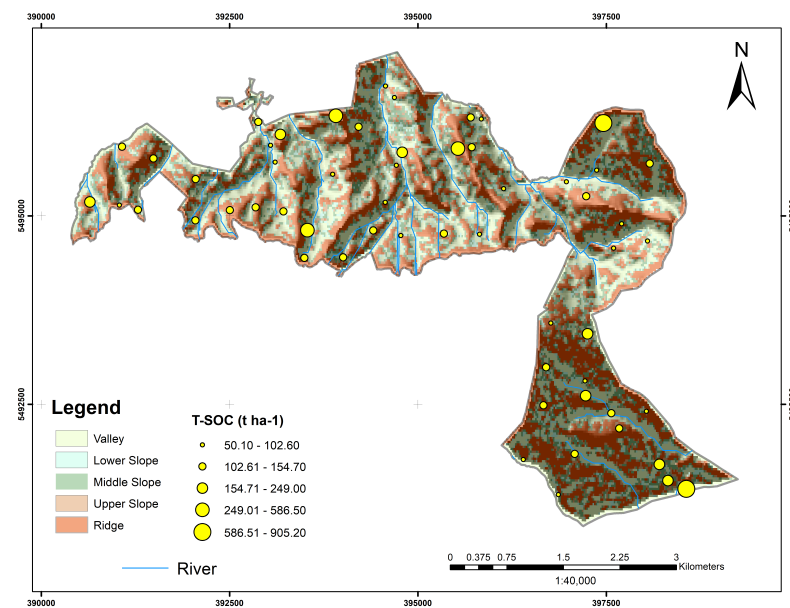 390000 392500 395000 397500
N
5495000
5492500
Legend
Valley
Lower Slope
Middle Slope
Upper Slope
Ridge
River
T-SOC (t ha-1)
50.10 - 102.60
102.61 - 154.70
154.71 - 249.00
249.01 - 586.50
586.51 - 905.20
0 0.375 0.75 1.5 2.25 3
Kilometers
1:40,000
390000 392500 395000 397500